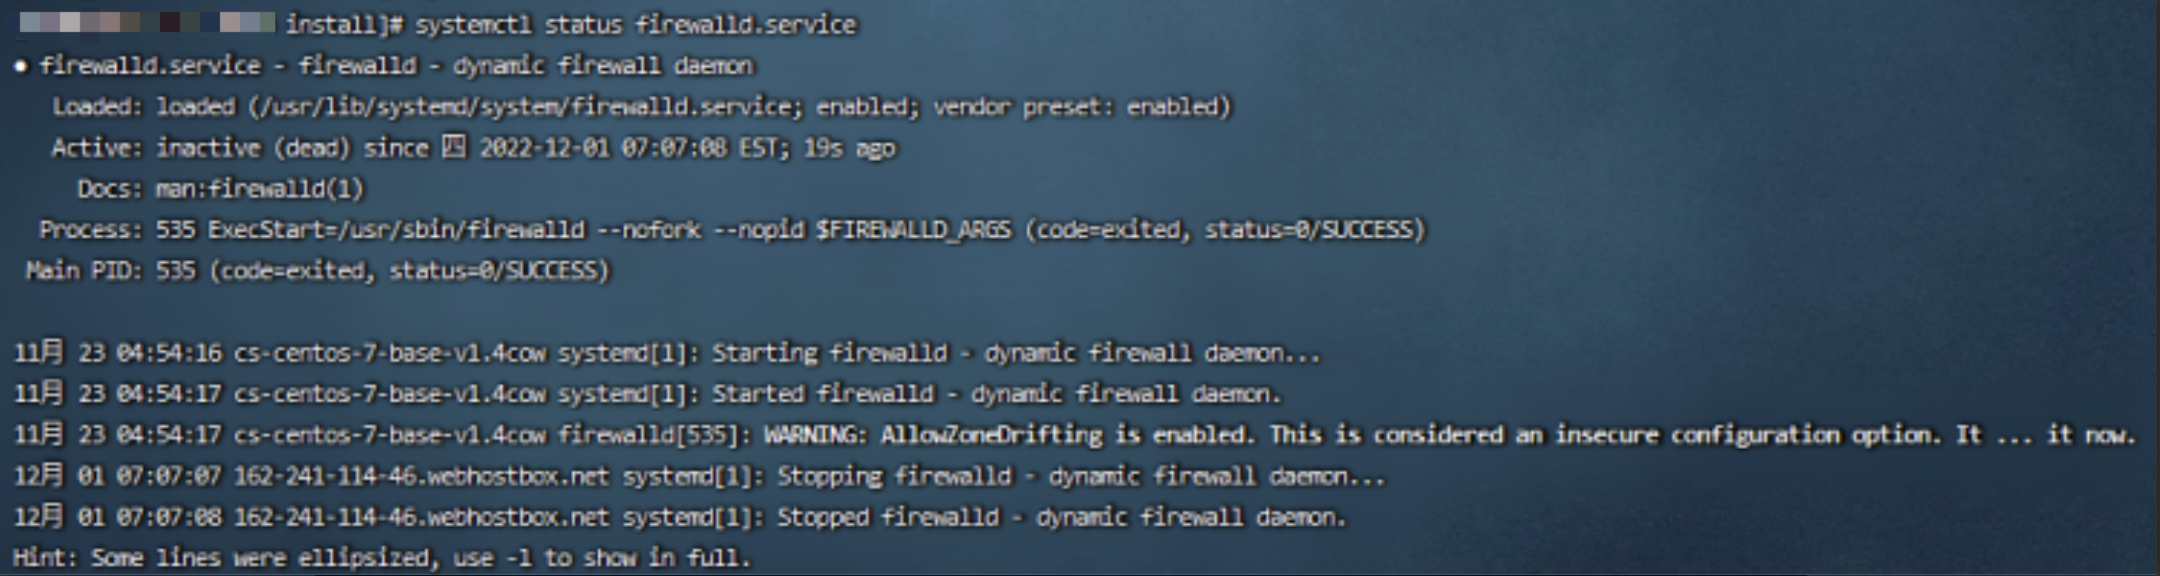 install]# systemctl status firewalld.service
● firewalld.service - firewalld - dynamic firewall daemon
Loaded: loaded (/usr/lib/systemd/system/firewalld.service; enabled; vendor preset: enabled)
Active: inactive (dead) since 四 2022-12-01 07:07:08 EST; 19s ago
Docs: man:firewalld(1)
Process: 535 ExecStart=/usr/sbin/firewalld --nofork --nopid $FIREWALLD_ARGS (code=exited, status=0/SUCCESS)
Main PID: 535 (code=exited, status=0/SUCCESS)
11月 23 04:54:16 cs-centos-7-base-v1.4cow systemd[1]: Starting firewalld - dynamic firewall daemon...
11月 23 04:54:17 cs-centos-7-base-v1.4cow systemd[1]: Started firewalld - dynamic firewall daemon.
11月 23 04:54:17 cs-centos-7-base-v1.4cow firewalld[535]: WARNING: AllowZoneDrifting is enabled. This is considered an insecure configuration option. It ... it now.
12月 01 07:07:07 162-241-114-46.webhostbox.net systemd[1]: Stopping firewalld - dynamic firewall daemon...
12月 01 07:07:08 162-241-114-46.webhostbox.net systemd[1]: Stopped firewalld - dynamic firewall daemon.
Hint: Some lines were ellipsized, use -l to show in full.